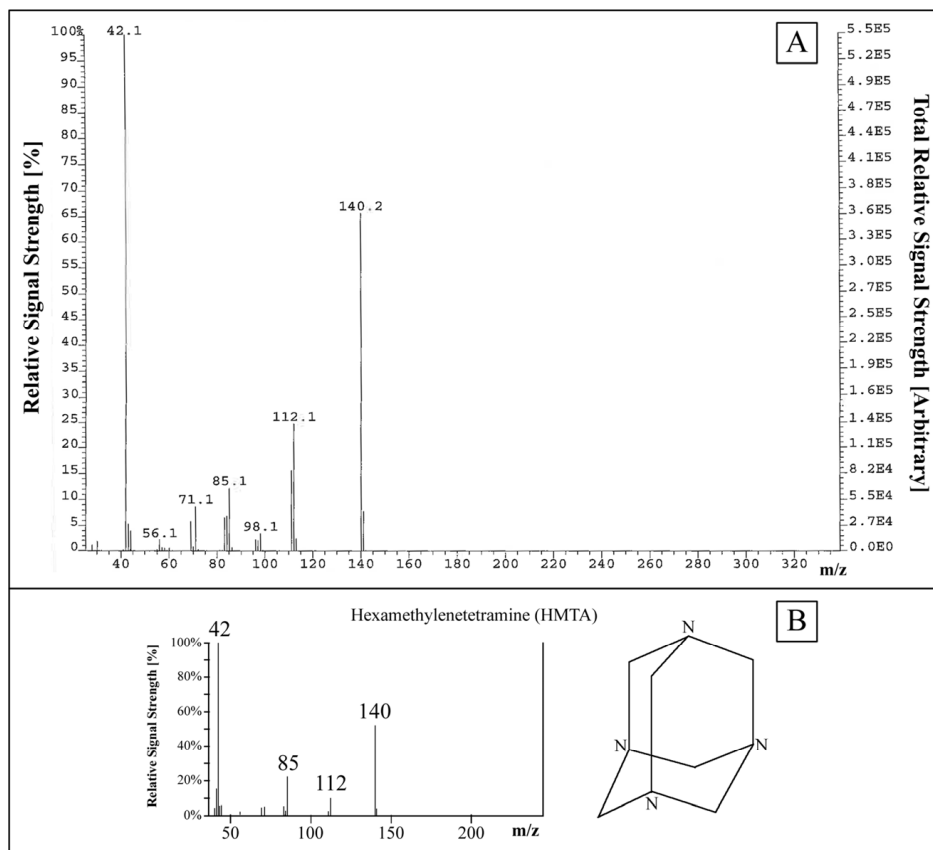 A
Relative Signal Strength [%]
100%
95
90
85
80
75
70
65
60
55
50
45
40
35
30
25
20
15
10
5
0
42.1
56.1
71.1
85.1
98.1
112.1
140.2
5.5E5
5.2E5
4.9E5
4.7E5
4.4E5
4.1E5
3.8E5
3.6E5
3.3E5
3.0E5
2.7E5
2.5E5
2.2E5
1.9E5
1.6E5
1.4E5
1.1E5
8.2E4
5.5E4
2.7E4
0.0E0
Total Relative Signal Strength [Arbitrary]
40 60 80 100 120 140 160 180 200 220 240 260 280 300 320 m/z
B
Hexamethylenetetramine (HMTA)
Relative Signal Strength [%]
100%
80%
60%
40%
20%
0%
42
85
112
140
50 100 150 200 m/z
N
N
N
N